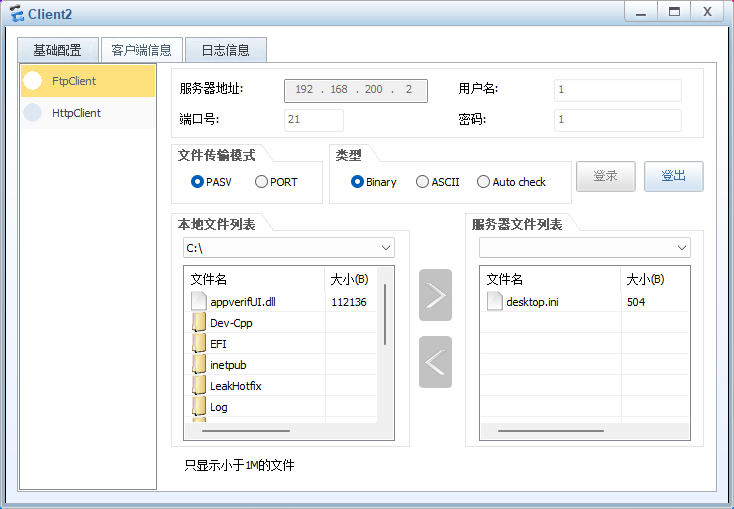 Client2
X
基础配置 客户端信息 日志信息
FtpClient
HttpClient
服务器地址: 192 . 168 . 200 . 2 用户名: 1
端口号: 21 密码: 1
文件传输模式 类型
PASV PORT Binary ASCII Auto check 登录 登出
本地文件列表 服务器文件列表
C:\
文件名 大小(B) 文件名 大小(B)
appverifUI.dll 112136 desktop.ini 504
Dev-Cpp
EFI
inetpub
LeakHotfix
Log
只显示小于1M的文件